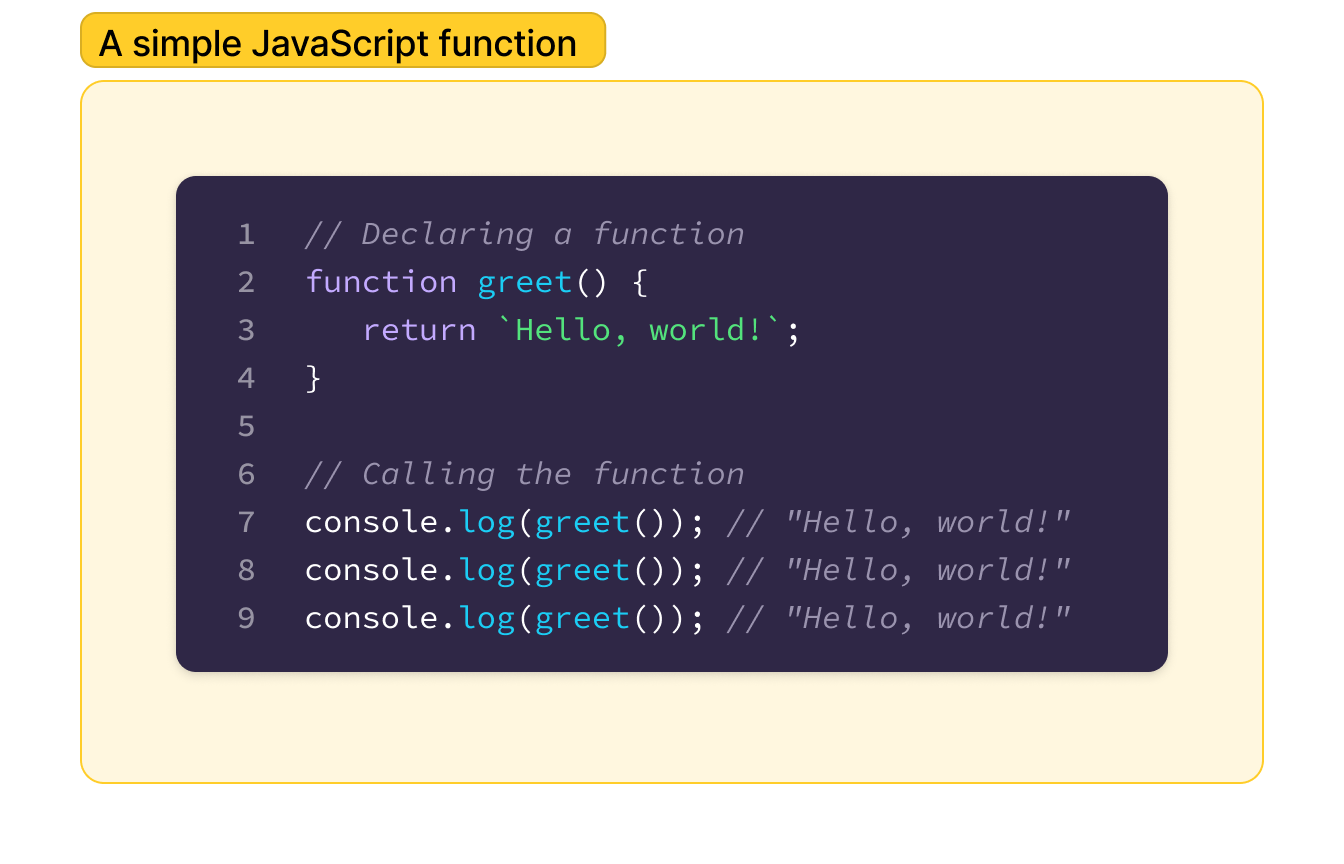 A simple JavaScript function
1 // Declaring a function
2 function greet() {
3    return `Hello, world!`;
4 }
5
6 // Calling the function
7 console.log(greet()); // "Hello, world!"
8 console.log(greet()); // "Hello, world!"
9 console.log(greet()); // "Hello, world!"